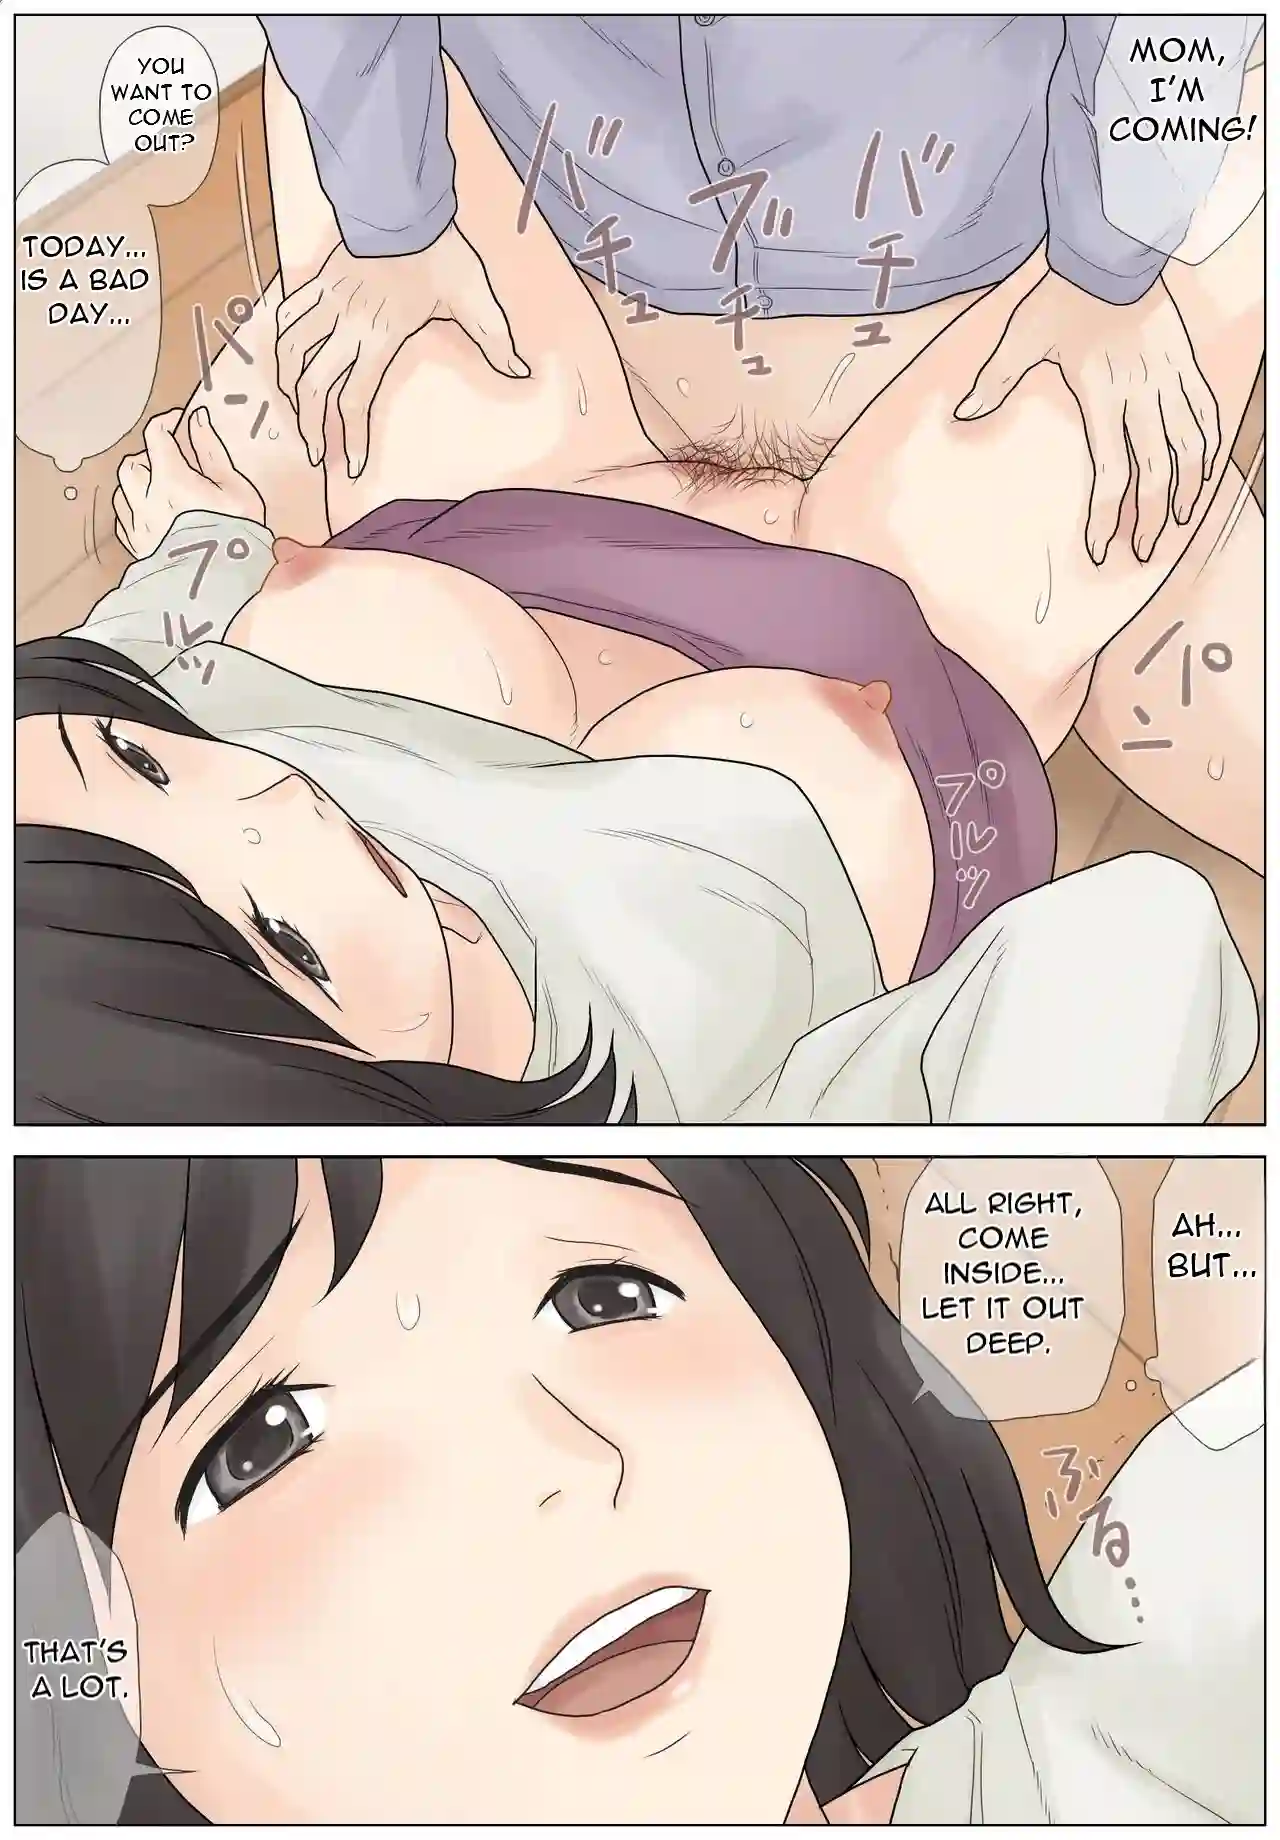 MOM,
I'M
COMING!
YOU
WANT TO
COME
OUT?
TODAY...
IS A BAD
DAY...
バチュ
ブチュ
バチュ
パン
プルッ
パン
プルッ
AH...
BUT...
ALL RIGHT,
COME
INSIDE...
LET IT OUT
DEEP.
ぶる…
THAT'S
A LOT.